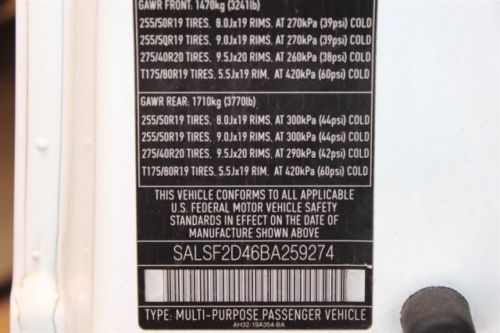 GAWR FRONT: 1470kg (3241lb)
255/50R19 TIRES, 8.0Jx19 RIMS, AT 270kPa (39psi) COLD
255/50R19 TIRES, 9.0Jx19 RIMS, AT 270kPa (39psi) COLD
275/40R20 TIRES, 9.5Jx20 RIMS, AT 260kPa (38psi) COLD
T175/80R19 TIRES, 5.5Jx19 RIM, AT 420kPa (60psi) COLD
GAWR REAR: 1710kg (3770lb)
255/50R19 TIRES, 8.0Jx19 RIMS, AT 300kPa (44psi) COLD
255/50R19 TIRES, 9.0Jx19 RIMS, AT 300kPa (44psi) COLD
275/40R20 TIRES, 9.5Jx20 RIMS, AT 290kPa (42psi) COLD
T175/80R19 TIRES, 5.5Jx19 RIM, AT 420kPa (60psi) COLD
THIS VEHICLE CONFORMS TO ALL APPLICABLE
U.S. FEDERAL MOTOR VEHICLE SAFETY
STANDARDS IN EFFECT ON THE DATE OF
MANUFACTURE SHOWN ABOVE
SALSF2D46BA259274
TYPE: MULTI-PURPOSE PASSENGER VEHICLE
AH32-19A354-BA